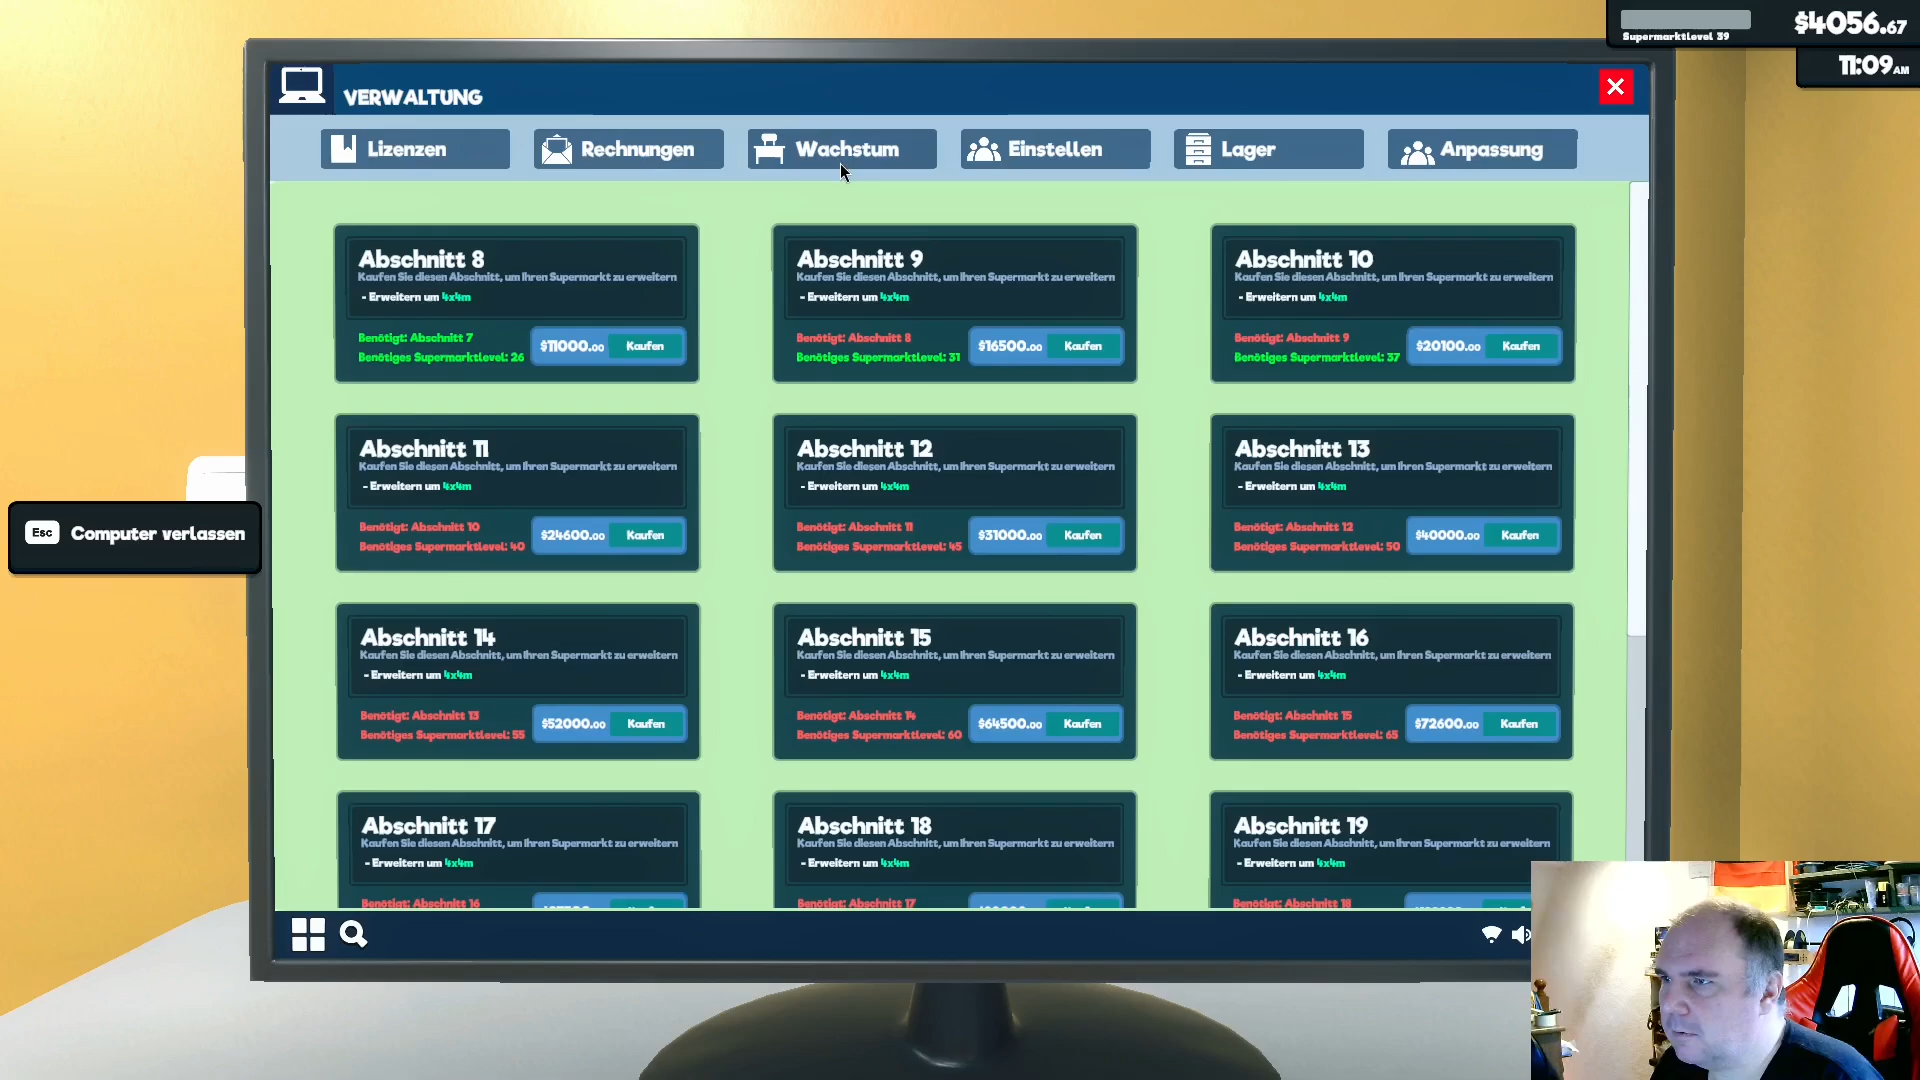 $4056.67
Supermarktlevel 39
11:09AM
VERWALTUNG
Lizenzen
Rechnungen
Wachstum
Einstellen
Lager
Anpassung
Abschnitt 8
Kaufen Sie diesen Abschnitt, um Ihren Supermarkt zu erweitern
- Erweitern um 4x4m
Benötigt: Abschnitt 7
Benötiges Supermarktlevel: 26
$11000.00 Kaufen
Abschnitt 9
Kaufen Sie diesen Abschnitt, um Ihren Supermarkt zu erweitern
- Erweitern um 4x4m
Benötigt: Abschnitt 8
Benötiges Supermarktlevel: 31
$16500.00 Kaufen
Abschnitt 10
Kaufen Sie diesen Abschnitt, um Ihren Supermarkt zu erweitern
- Erweitern um 4x4m
Benötigt: Abschnitt 9
Benötiges Supermarktlevel: 37
$20100.00 Kaufen
Abschnitt 11
Kaufen Sie diesen Abschnitt, um Ihren Supermarkt zu erweitern
- Erweitern um 4x4m
Benötigt: Abschnitt 10
Benötiges Supermarktlevel: 40
$24600.00 Kaufen
Abschnitt 12
Kaufen Sie diesen Abschnitt, um Ihren Supermarkt zu erweitern
- Erweitern um 4x4m
Benötigt: Abschnitt 11
Benötiges Supermarktlevel: 45
$31000.00 Kaufen
Abschnitt 13
Kaufen Sie diesen Abschnitt, um Ihren Supermarkt zu erweitern
- Erweitern um 4x4m
Benötigt: Abschnitt 12
Benötiges Supermarktlevel: 50
$40000.00 Kaufen
Esc Computer verlassen
Abschnitt 14
Kaufen Sie diesen Abschnitt, um Ihren Supermarkt zu erweitern
- Erweitern um 4x4m
Benötigt: Abschnitt 13
Benötiges Supermarktlevel: 55
$52000.00 Kaufen
Abschnitt 15
Kaufen Sie diesen Abschnitt, um Ihren Supermarkt zu erweitern
- Erweitern um 4x4m
Benötigt: Abschnitt 14
Benötiges Supermarktlevel: 60
$64500.00 Kaufen
Abschnitt 16
Kaufen Sie diesen Abschnitt, um Ihren Supermarkt zu erweitern
- Erweitern um 4x4m
Benötigt: Abschnitt 15
Benötiges Supermarktlevel: 65
$72600.00 Kaufen
Abschnitt 17
Kaufen Sie diesen Abschnitt, um Ihren Supermarkt zu erweitern
- Erweitern um 4x4m
Benötigt: Abschnitt 16
Abschnitt 18
Kaufen Sie diesen Abschnitt, um Ihren Supermarkt zu erweitern
- Erweitern um 4x4m
Benötigt: Abschnitt 17
Abschnitt 19
Kaufen Sie diesen Abschnitt, um Ihren Supermarkt zu erweitern
- Erweitern um 4x4m
Benötigt: Abschnitt 18